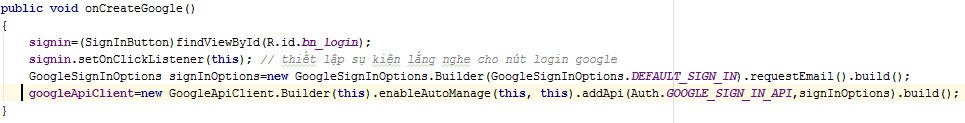 public void onCreateGoogle()
{
signin=(SignInButton)findViewById(R.id.bn_login);
signin.setOnClickListener(this); // thiết lập sự kiện lắng nghe cho nút login google
GoogleSignInOptions signInOptions=new GoogleSignInOptions.Builder(GoogleSignInOptions.DEFAULT_SIGN_IN).requestEmail().build();
googleApiClient=new GoogleApiClient.Builder(this).enableAutoManage(this, this).addApi(Auth.GOOGLE_SIGN_IN_API,signInOptions).build();
}